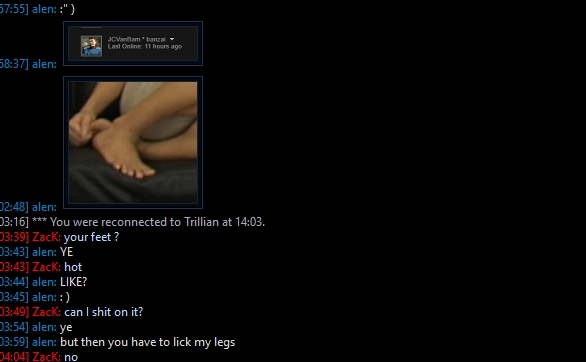 57:55] alen: :" )
JCVanBam * banzai
Last Online: 11 hours ago
58:37] alen:
02:48] alen:
03:16] *** You were reconnected to Trillian at 14:03.
03:39] ZacK: your feet ?
03:43] alen: YE
03:43] ZacK: hot
03:44] alen: LIKE?
03:45] alen: : )
03:49] ZacK: can I shit on it?
03:54] alen: ye
03:59] alen: but then you have to lick my legs
04:04] ZacK: no